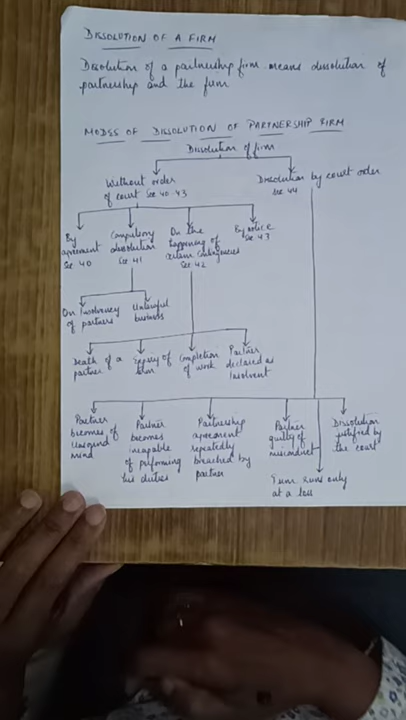 DISSOLUTION OF A FIRM
Dissolution of a partnership firm means dissolution of
partnership and the firm
MODSS OF DISSOLUTION OF PARTNERSHIP FIRM
Dissolution of firm
Without order
of court Sec 40-43
Dissolution by court order
Sec 44
By
agreement
Sec 40
Compulsory
dissolution
Sec 41
On the
happening of
certain contingencies
Sec 42
By notice
Sec 43
On Insolvency
of partners
Unlawful
business
Death of a
partner
Expiry of
term
Completion
of work
Partner
declared as
Insolvent
Partner
becomes of
Unsound
mind
Partner
becomes
incapable
of performing
his duties
Partnership
agreement
repeatedly
breached by
partner
Partner
guilty of
misconduct
Firm runs only
at a loss
Dissolution
justified by
the court